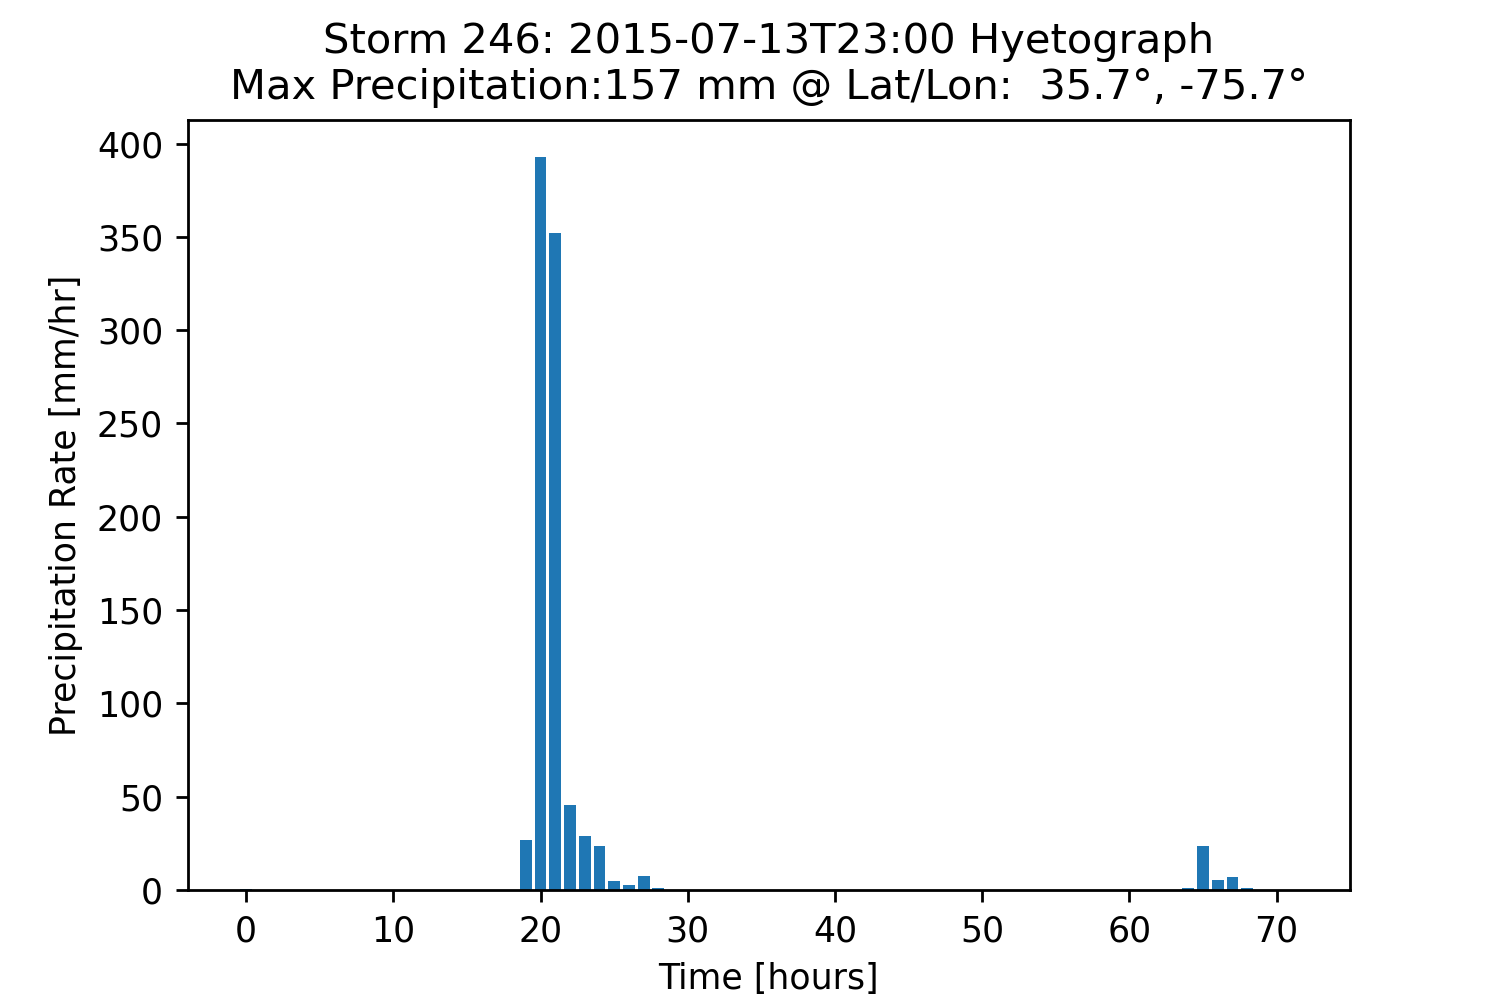 Storm 246: 2015-07-13T23:00 Hyetograph
Max Precipitation:157 mm @ Lat/Lon:  35.7°, -75.7°
400
350
300
250
200
150
100
50
0
Precipitation Rate [mm/hr]
0 10 20 30 40 50 60 70
Time [hours]